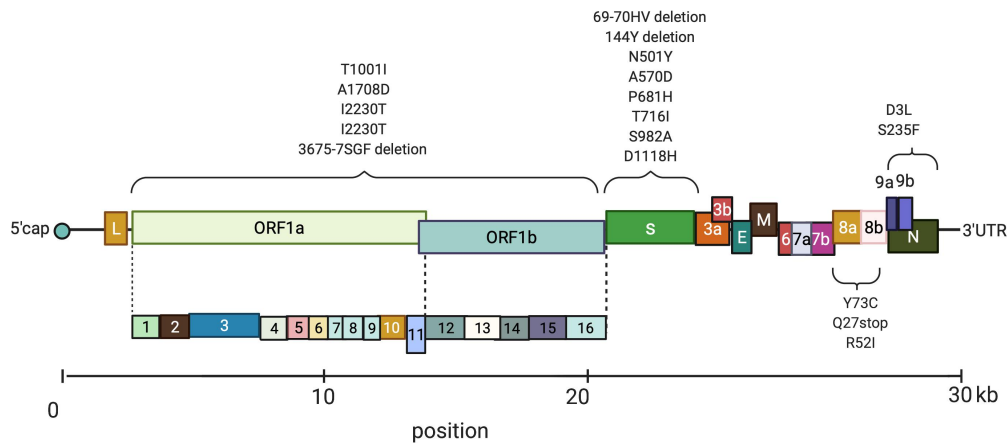 69-70HV deletion
144Y deletion
N501Y
A570D
P681H
T716I
S982A
D1118H
T1001I
A1708D
I2230T
I2230T
3675-7SGF deletion
D3L
S235F
9a 9b
5'cap L ORF1a ORF1b S 3a 3b E M 6 7a 7b 8a 8b N 3'UTR
1 2 3 4 5 6 7 8 9 10 11 12 13 14 15 16
Y73C
Q27stop
R52I
0 10 20 30 kb
position